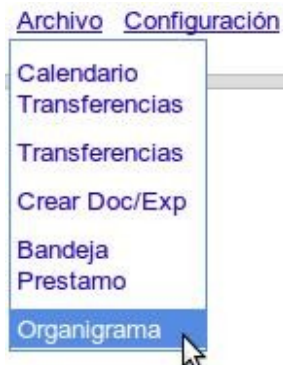 Archivo Configuración
Calendario
Transferencias
Transferencias
Crear Doc/Exp
Bandeja
Prestamo
Organigrama